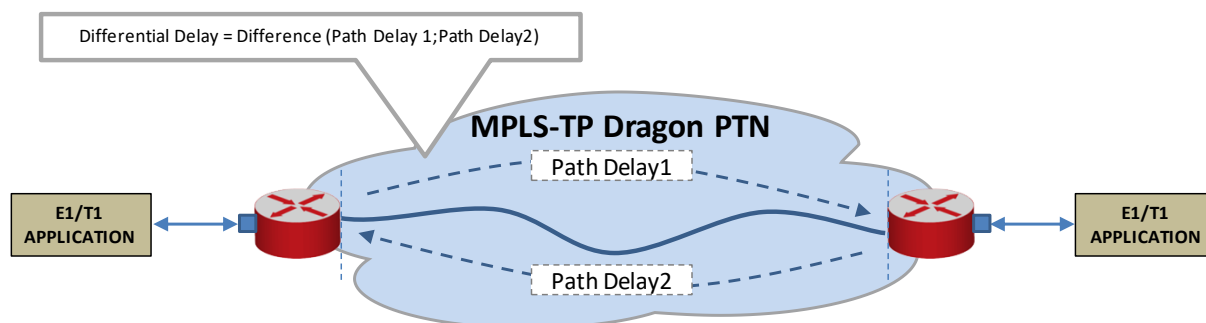 Differential Delay = Difference (Path Delay 1;Path Delay2)
MPLS-TP Dragon PTN
Path Delay1
E1/T1
APPLICATION
E1/T1
APPLICATION
Path Delay2